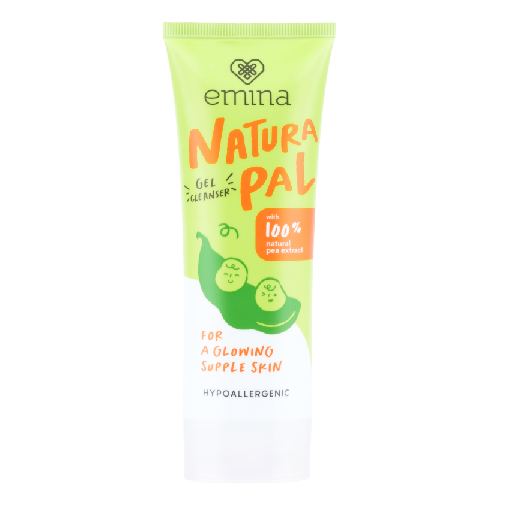 emina
NATURA
PAL
GEL
CLEANSER
with
100%
natural
pea extract
FOR
A GLOWING
SUPPLE SKIN
HYPOALLERGENIC